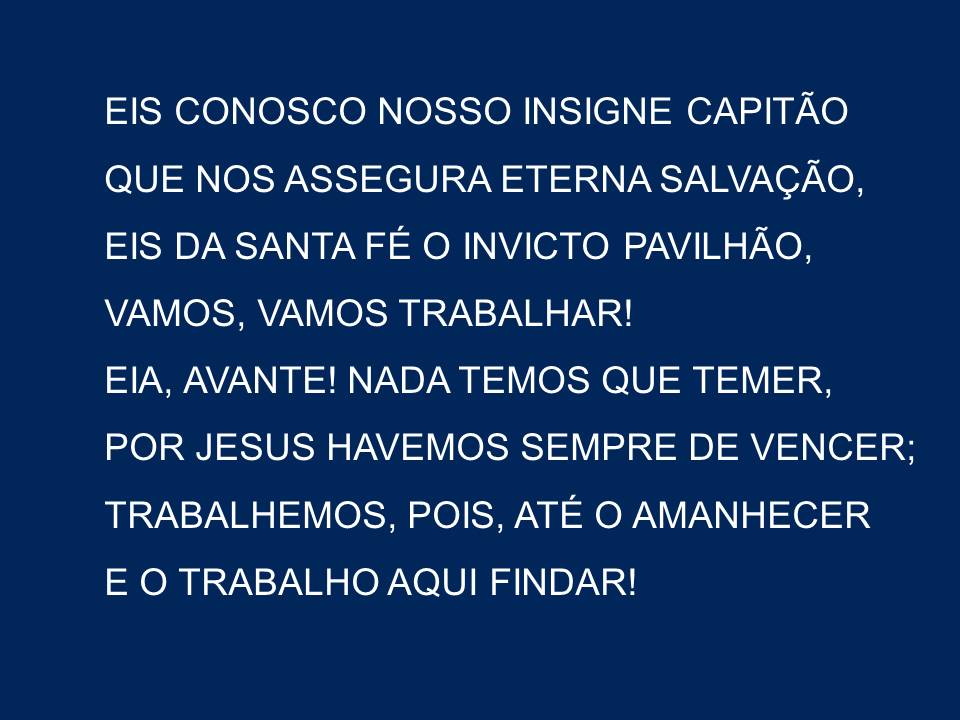 EIS CONOSCO NOSSO INSIGNE CAPITÃO
QUE NOS ASSEGURA ETERNA SALVAÇÃO,
EIS DA SANTA FÉ O INVICTO PAVILHÃO,
VAMOS, VAMOS TRABALHAR!
EIA, AVANTE! NADA TEMOS QUE TEMER,
POR JESUS HAVEMOS SEMPRE DE VENCER;
TRABALHEMOS, POIS, ATÉ O AMANHECER
E O TRABALHO AQUI FINDAR!